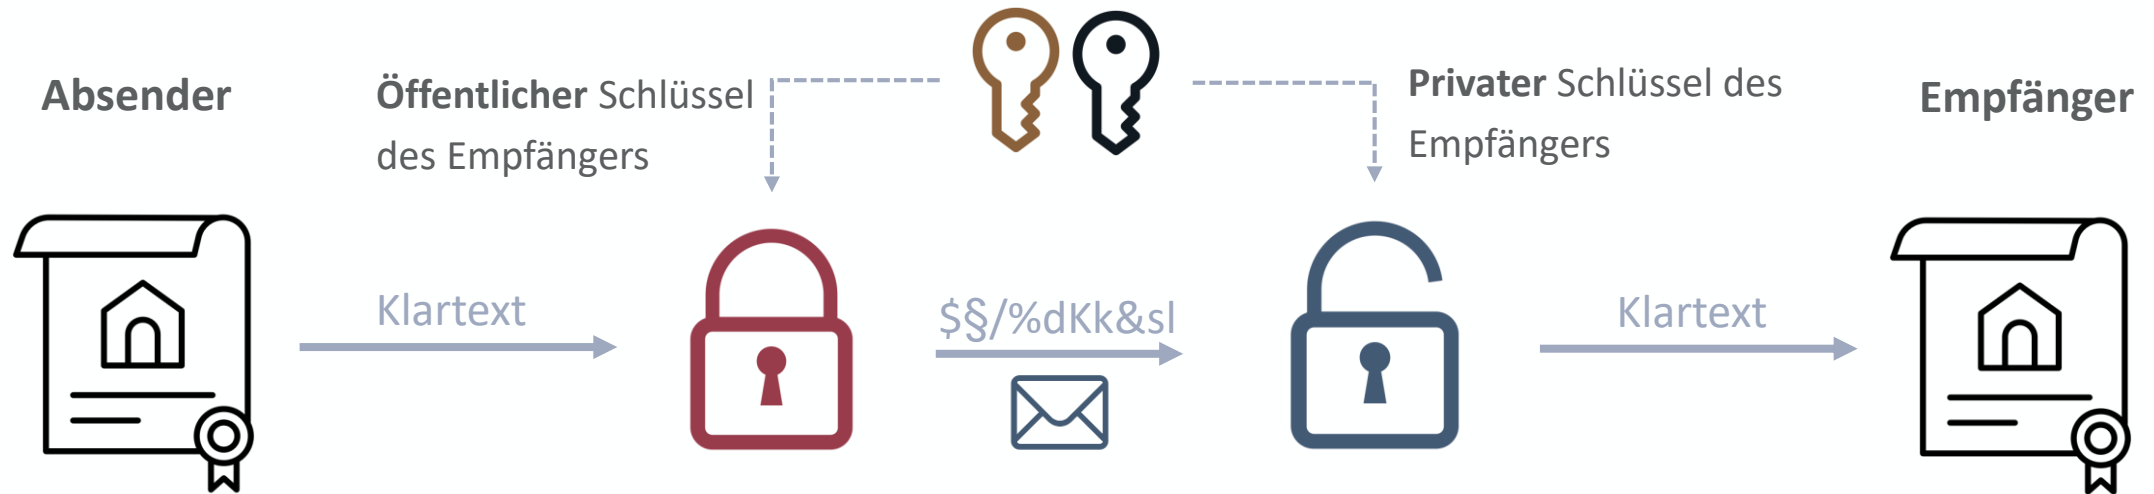 Absender
Öffentlicher Schlüssel
des Empfängers
Privater Schlüssel des
Empfängers
Empfänger
Klartext
$§/%dKk&sl
Klartext